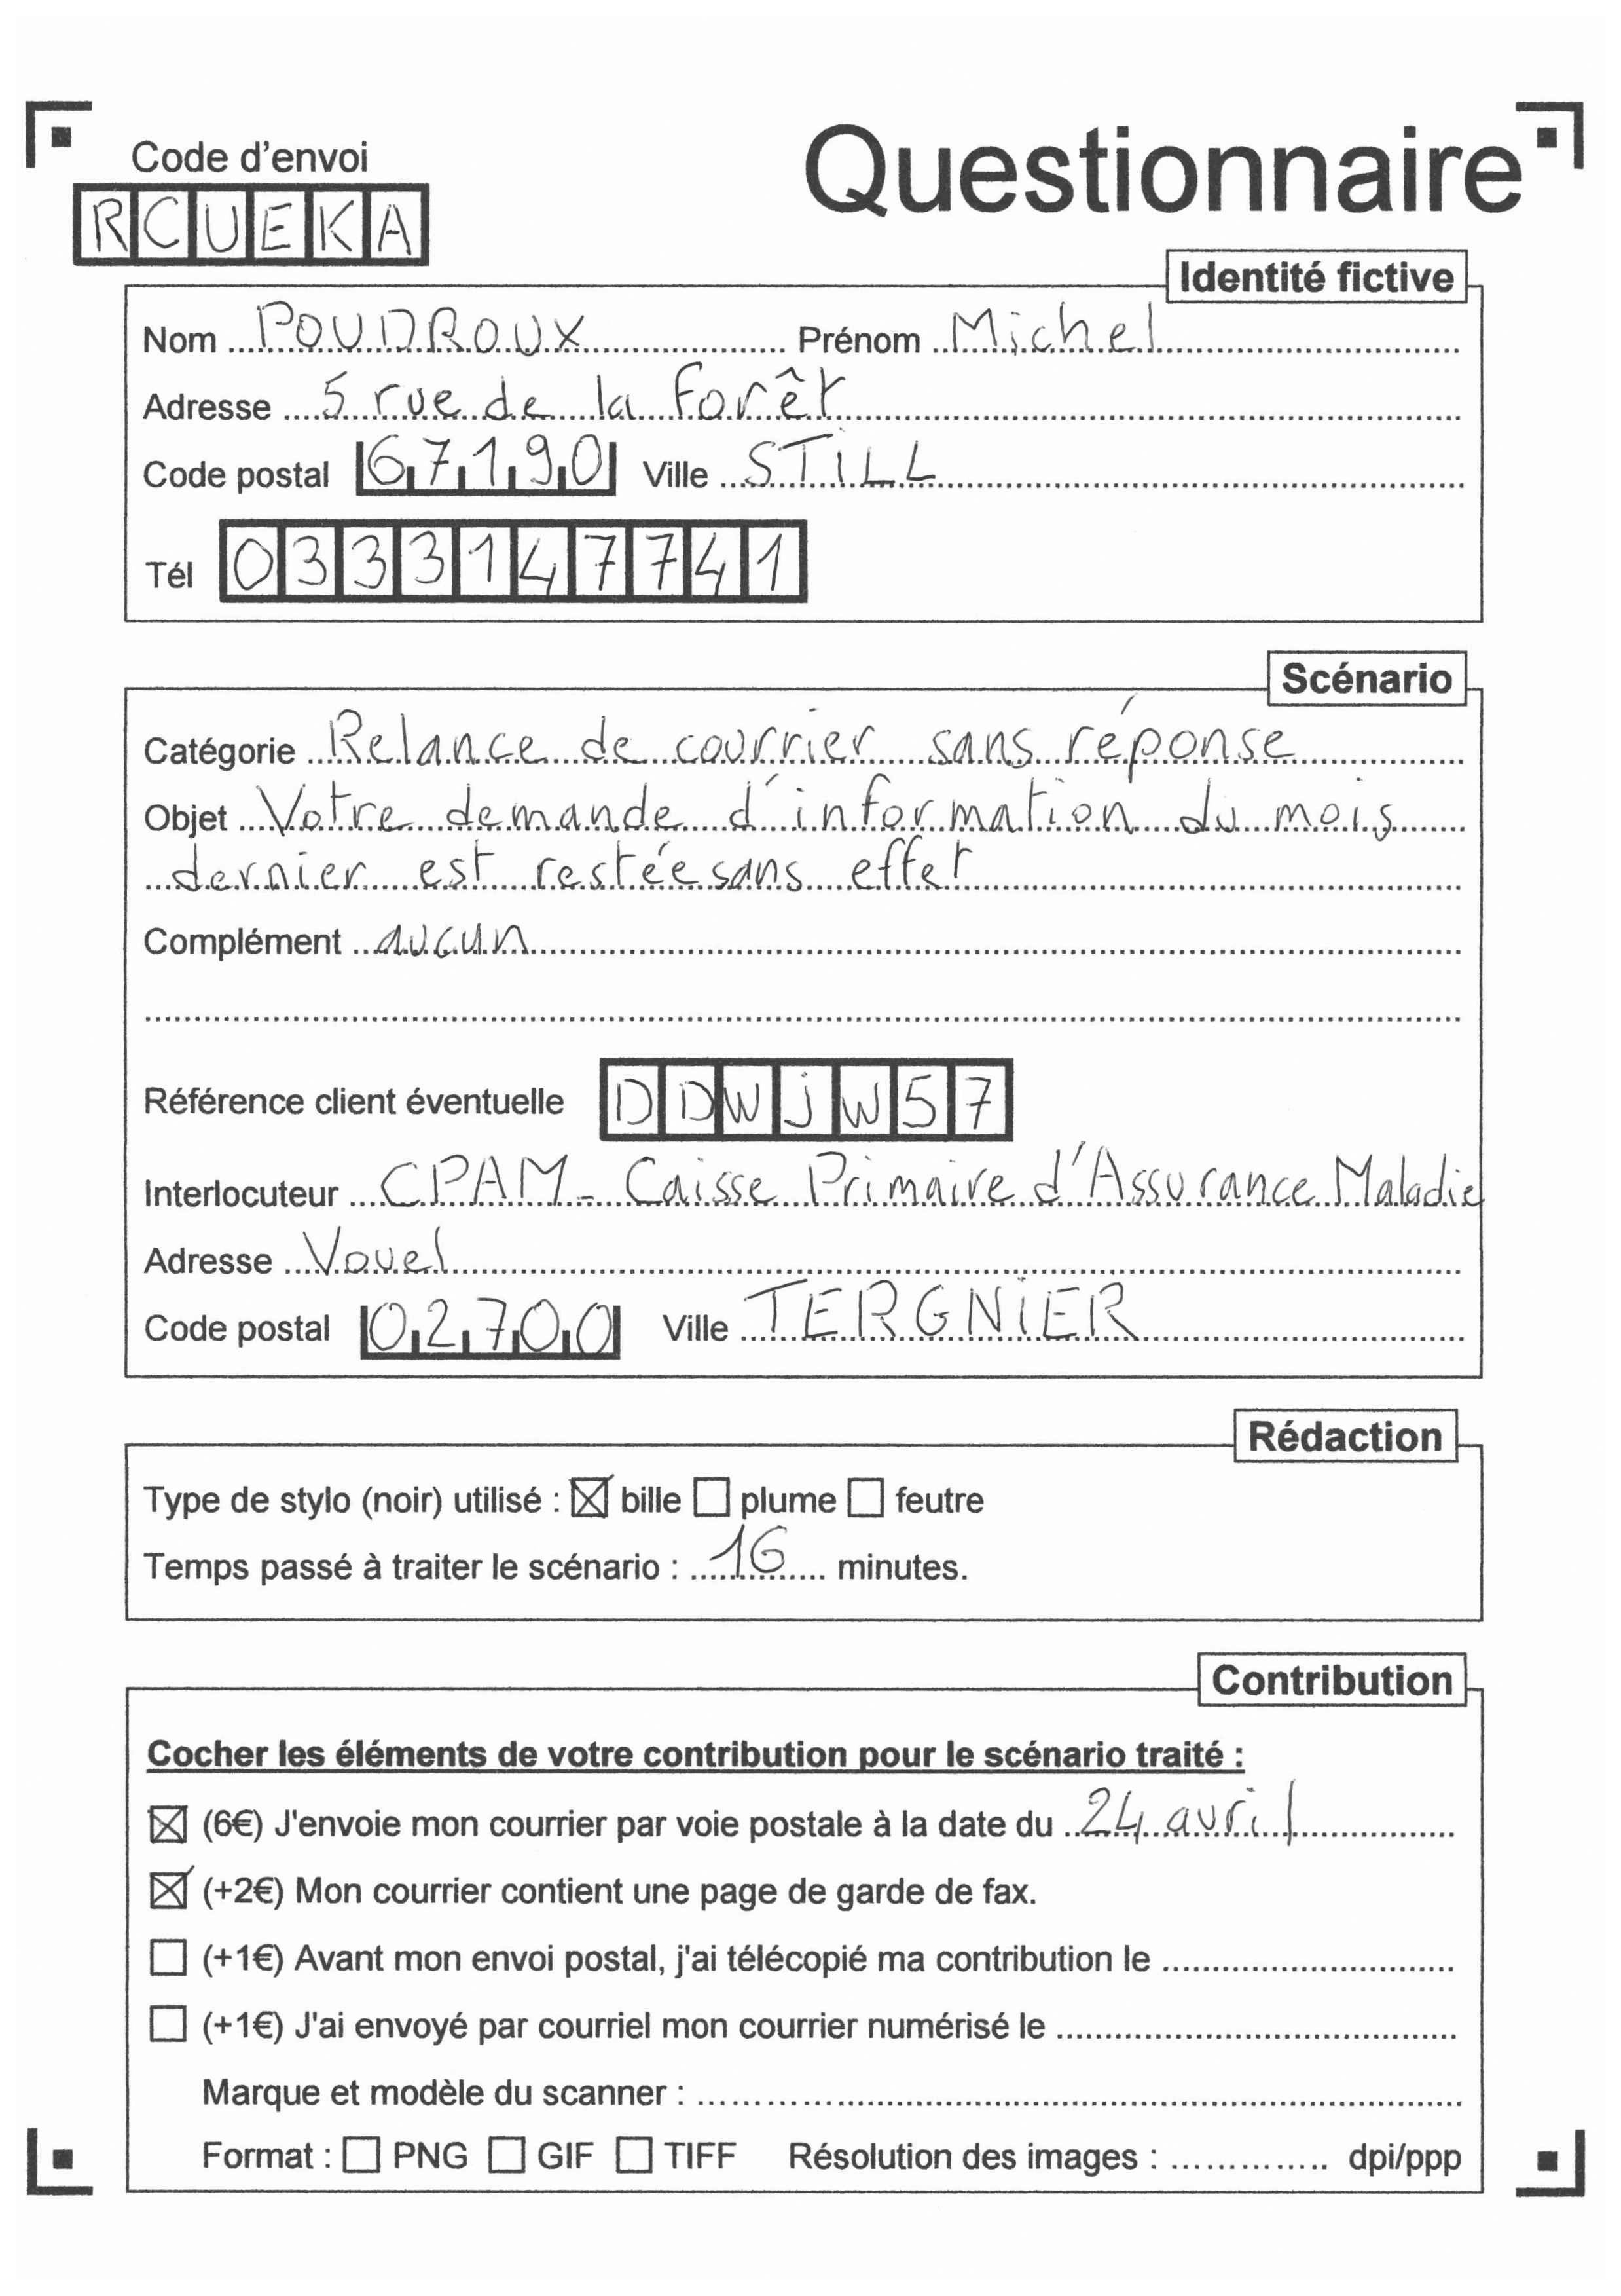 Code d'envoi
Questionnaire
RCUEKA
Identité fictive
Nom POUDROUX Prénom Michel
Adresse 5 rue de la Forêt
Code postal 67190 Ville STiLL
Tél 0333147741
Scénario
Catégorie Relance de courrier sans réponse
Objet Votre demande d'information du mois
dernier est restée sans effet
Complément aucun
Référence client éventuelle DDWJW57
Interlocuteur CPAM - Caisse Primaire d'Assurance Maladie
Adresse Vouel
Code postal 02700 Ville TERGNiER
Rédaction
Type de stylo (noir) utilisé : ☒ bille ☐ plume ☐ feutre
Temps passé à traiter le scénario : 16 minutes.
Contribution
Cocher les éléments de votre contribution pour le scénario traité :
☒ (6€) J'envoie mon courrier par voie postale à la date du 24 avril
☒ (+2€) Mon courrier contient une page de garde de fax.
☐ (+1€) Avant mon envoi postal, j'ai télécopié ma contribution le
☐ (+1€) J'ai envoyé par courriel mon courrier numérisé le
Marque et modèle du scanner :
Format : ☐ PNG ☐ GIF ☐ TIFF Résolution des images : dpi/ppp